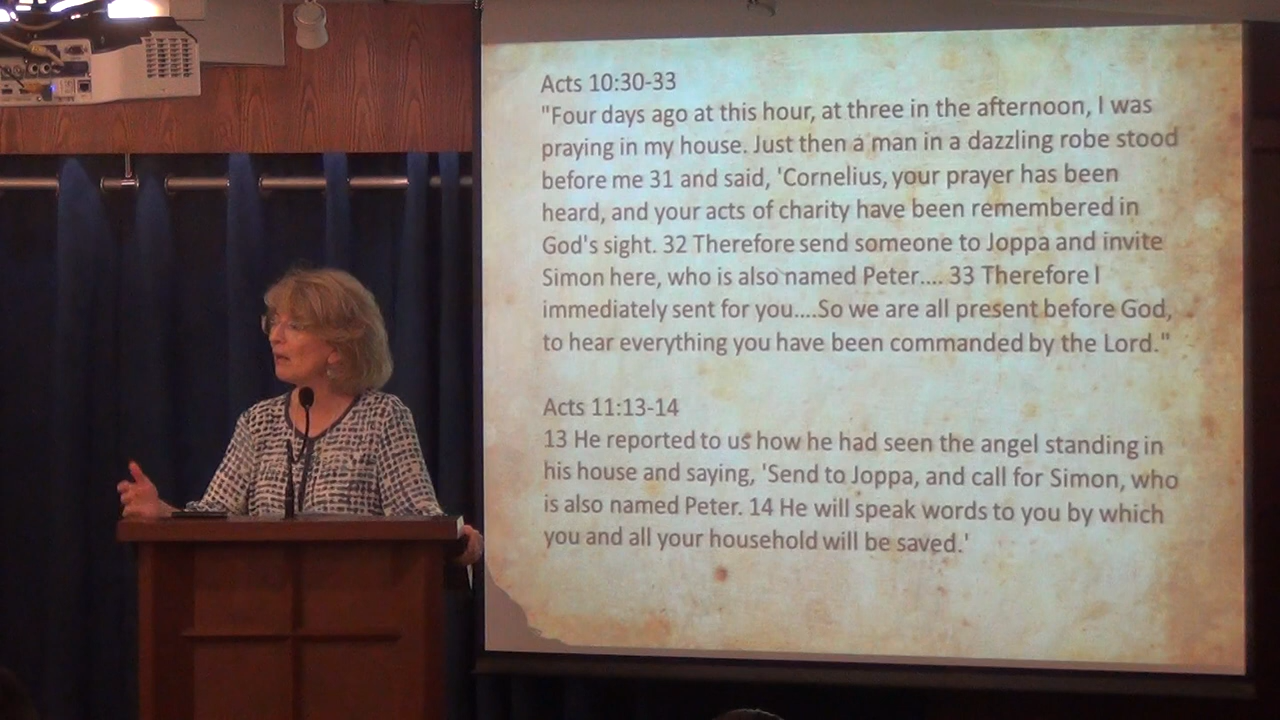 Acts 10:30-33
"Four days ago at this hour, at three in the afternoon, I was
praying in my house. Just then a man in a dazzling robe stood
before me 31 and said, 'Cornelius, your prayer has been
heard, and your acts of charity have been remembered in
God's sight. 32 Therefore send someone to Joppa and invite
Simon here, who is also named Peter.... 33 Therefore I
immediately sent for you....So we are all present before God,
to hear everything you have been commanded by the Lord."
Acts 11:13-14
13 He reported to us how he had seen the angel standing in
his house and saying, 'Send to Joppa, and call for Simon, who
is also named Peter. 14 He will speak words to you by which
you and all your household will be saved.'